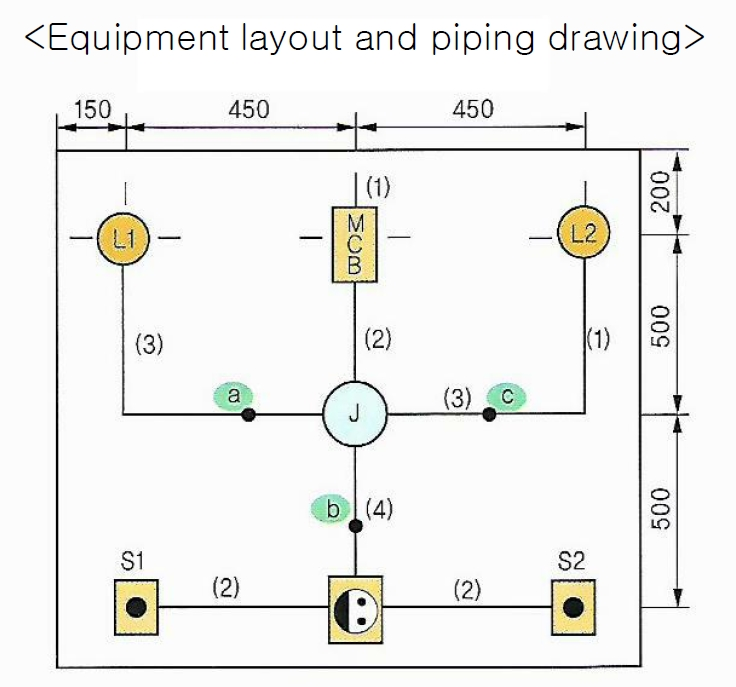 <Equipment layout and piping drawing>
150 450 450
(1)
200
L1
MCB
L2
(3)
(2)
(1)
500
a
J
(3)
c
b
(4)
500
S1
S2
(2)
(2)